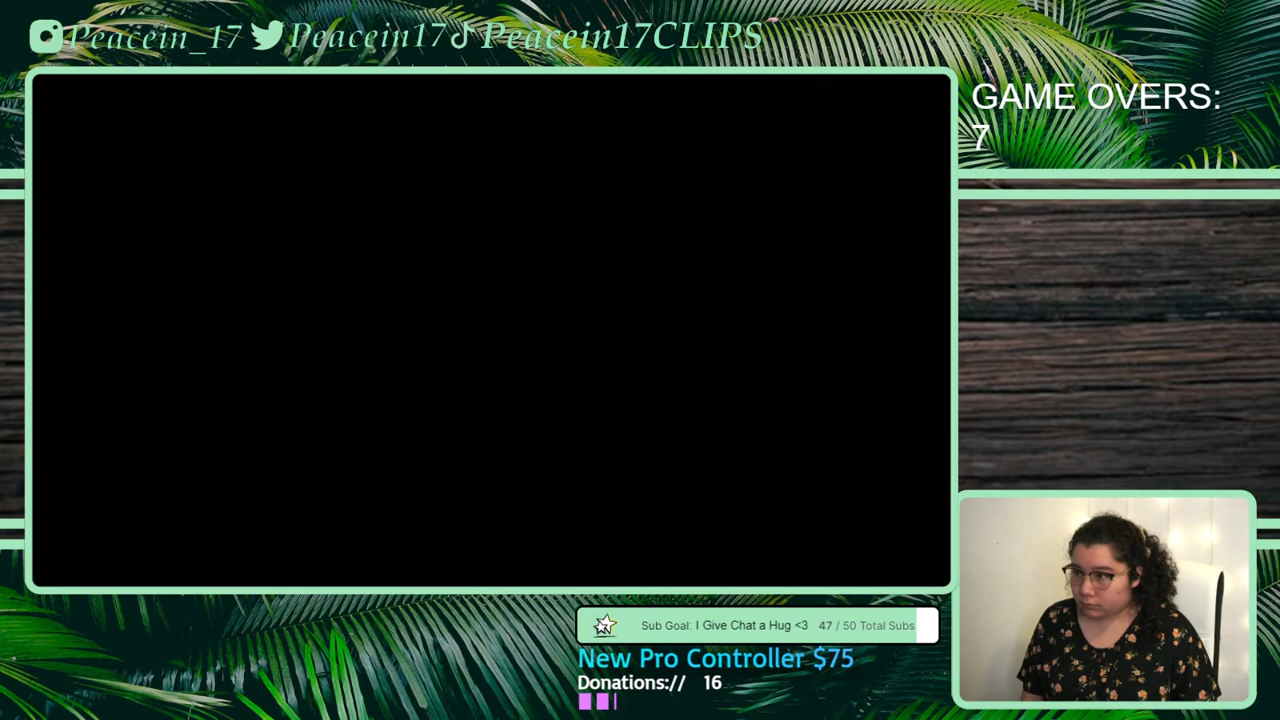 Peacein_17 Peacein17 Peacein17CLIPS
GAME OVERS:
7
Sub Goal: I Give Chat a Hug <3 47 / 50 Total Subs
New Pro Controller $75
Donations:// 16